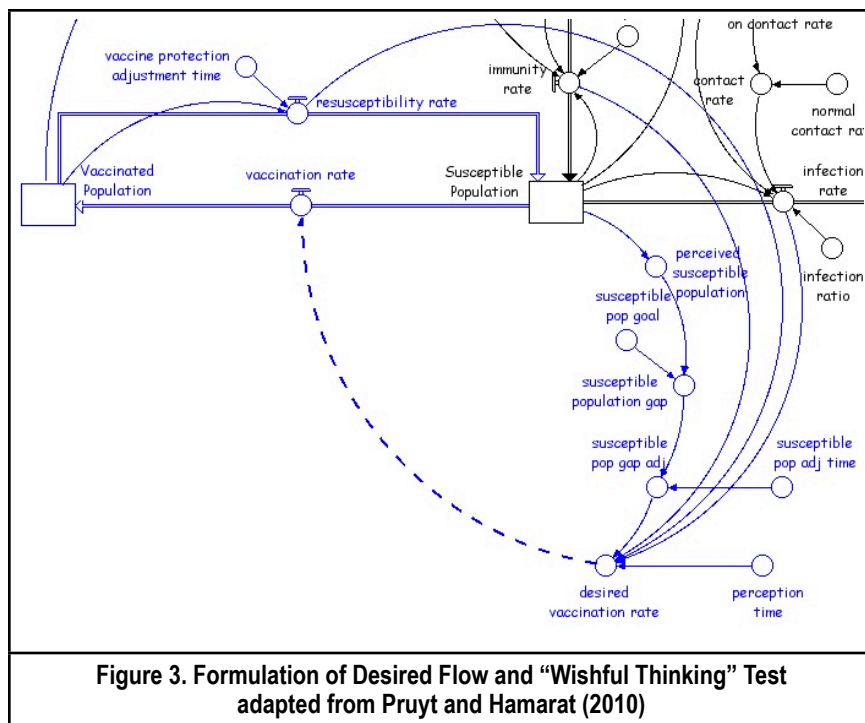 on contact rate
vaccine protection
adjustment time
immunity
rate
contact
rate
resusceptibility rate
normal
contact
Vaccinated
Population
vaccination rate
Susceptible
Population
infection
rate
perceived
susceptible
population
infection
ratio
susceptible
pop goal
susceptible
population gap
susceptible
pop gap adj
susceptible
pop adj time
desired
vaccination rate
perception
time
Figure 3. Formulation of Desired Flow and “Wishful Thinking” Test
adapted from Pruyt and Hamarat (2010)